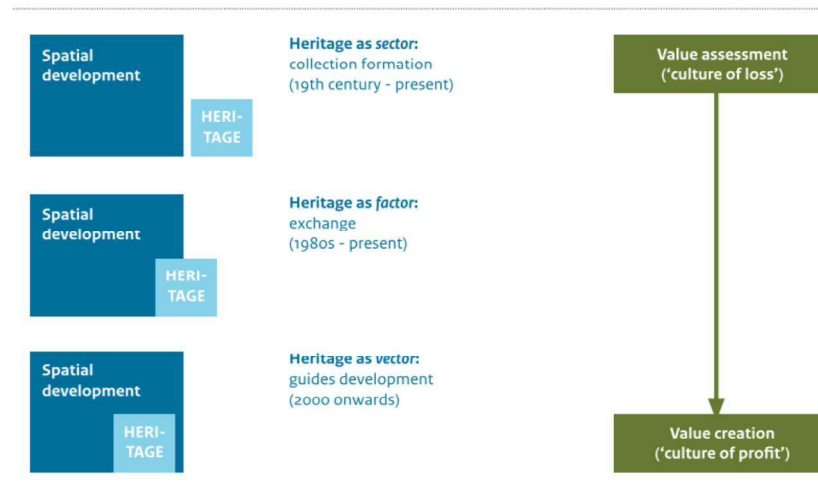 Spatial
development
HERI-
TAGE
Heritage as sector:
collection formation
(19th century - present)
Value assessment
('culture of loss')
Spatial
development
HERI-
TAGE
Heritage as factor:
exchange
(1980s - present)
Spatial
development
HERI-
TAGE
Heritage as vector:
guides development
(2000 onwards)
Value creation
('culture of profit')